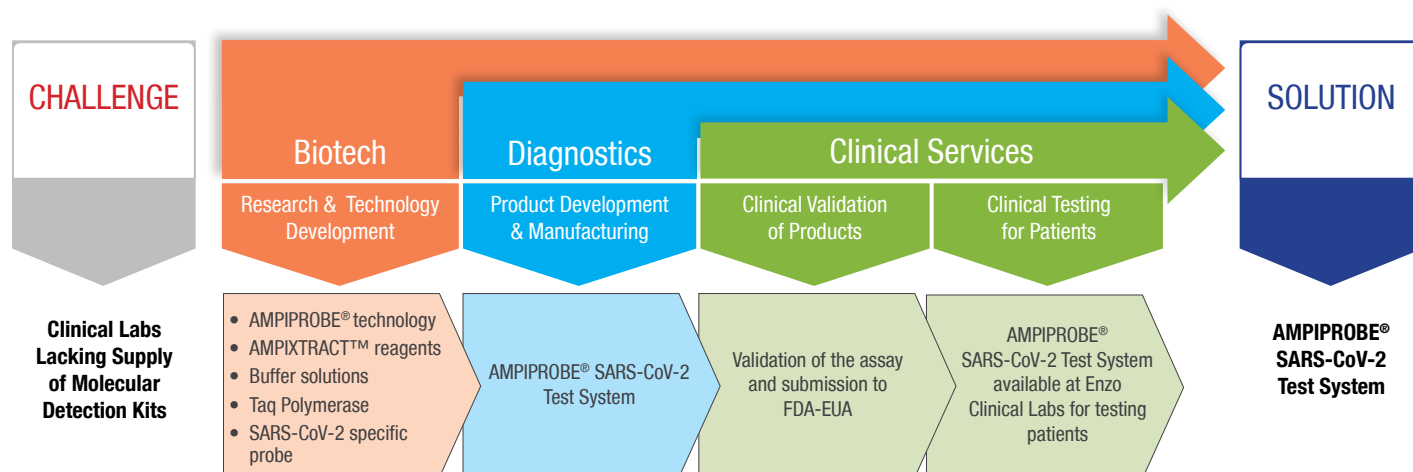 CHALLENGE
Clinical Labs
Lacking Supply
of Molecular
Detection Kits
Biotech
Diagnostics
Clinical Services
Research & Technology
Development
Product Development
& Manufacturing
Clinical Validation
of Products
Clinical Testing
for Patients
• AMPIPROBE® technology
• AMPIXTRACT™ reagents
• Buffer solutions
• Taq Polymerase
• SARS-CoV-2 specific
probe
AMPIPROBE® SARS-CoV-2
Test System
Validation of the assay
and submission to
FDA-EUA
AMPIPROBE®
SARS-CoV-2 Test System
available at Enzo
Clinical Labs for testing
patients
SOLUTION
AMPIPROBE®
SARS-CoV-2
Test System